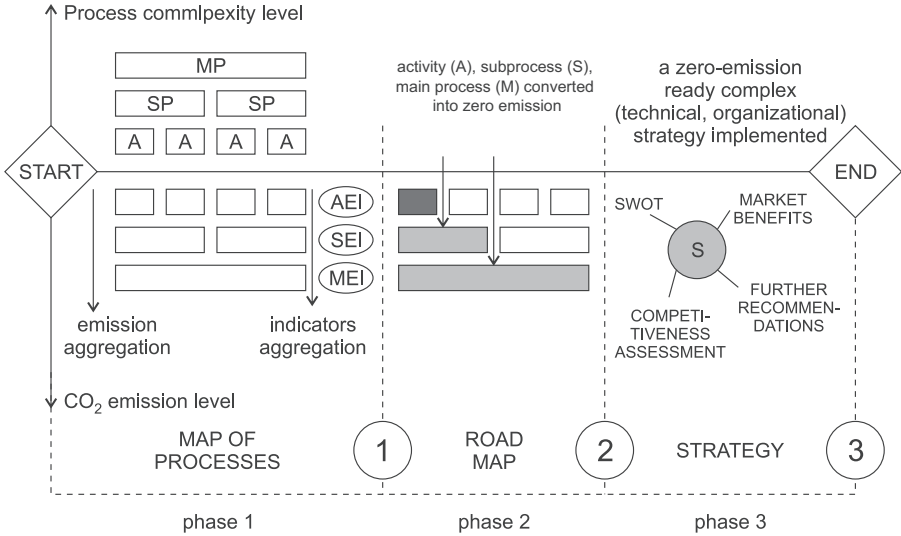 Process commlpexity level
MP
SP SP
A A A A
activity (A), subprocess (S),
main process (M) converted
into zero emission
a zero-emission
ready complex
(technical, organizational)
strategy implemented
START
END
AEI
SEI
MEI
emission
aggregation
indicators
aggregation
SWOT
MARKET
BENEFITS
S
FURTHER
RECOMMEN-
DATIONS
COMPETI-
TIVENESS
ASSESSMENT
CO₂ emission level
MAP OF
PROCESSES
1
ROAD
MAP
2
STRATEGY
3
phase 1
phase 2
phase 3